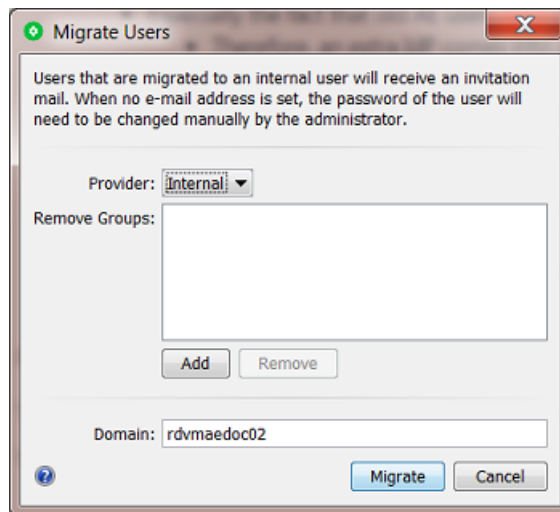 Migrate Users
Users that are migrated to an internal user will receive an invitation
mail. When no e-mail address is set, the password of the user will
need to be changed manually by the administrator.
Provider: Internal
Remove Groups:
Add Remove
Domain: rdvmaedoc02
? Migrate Cancel